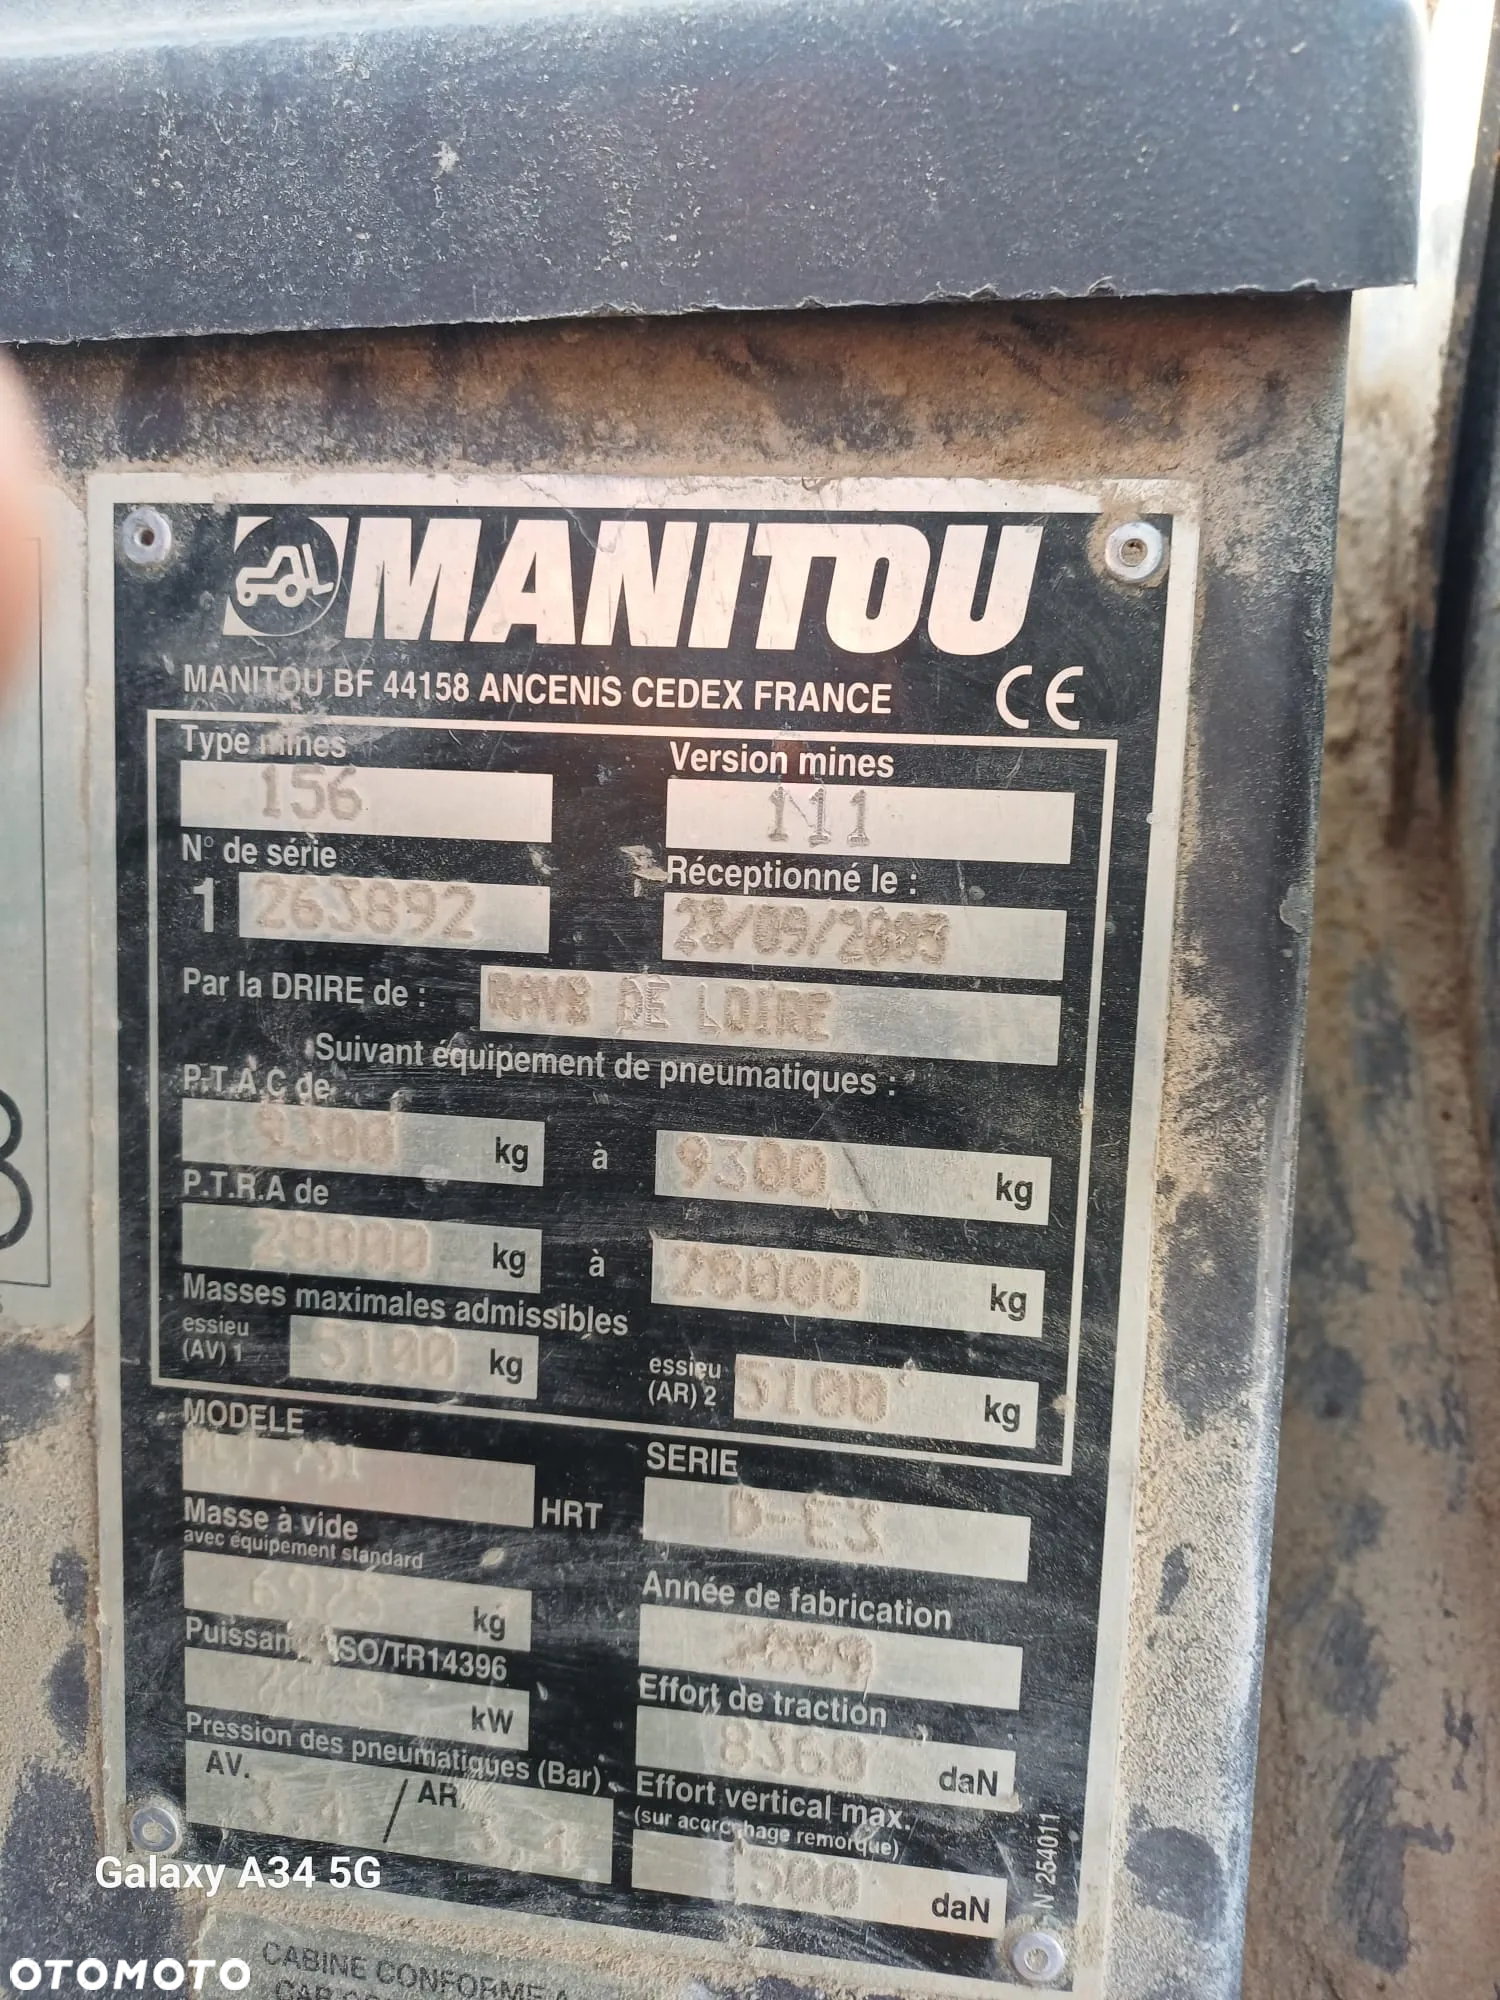 MANITOU
MANITOU BF 44158 ANCENIS CEDEX FRANCE CE
Type mines Version mines
156 111
N° de série Réceptionné le :
1 263892 23/09/2003
Par la DRIRE de : DE LOIRE
Suivant équipement de pneumatiques :
P.T.A.C de
9300 kg à 9300 kg
P.T.R.A de
28000 kg à 28000 kg
Masses maximales admissibles
essieu (AV) 1 5100 kg essieu (AR) 2 5100 kg
MODELE SERIE
HRT D-E3
Masse à vide
avec équipement standard
6925 kg
Année de fabrication
2009
ISO/TR14396
kW
Effort de traction
8360 daN
Pression des pneumatiques (Bar)
AV. / AR.
Effort vertical max.
(sur accrochage remorque)
500 daN
N 254011
CABINE CONFORME A
Galaxy A34 5G
OTOMOTO